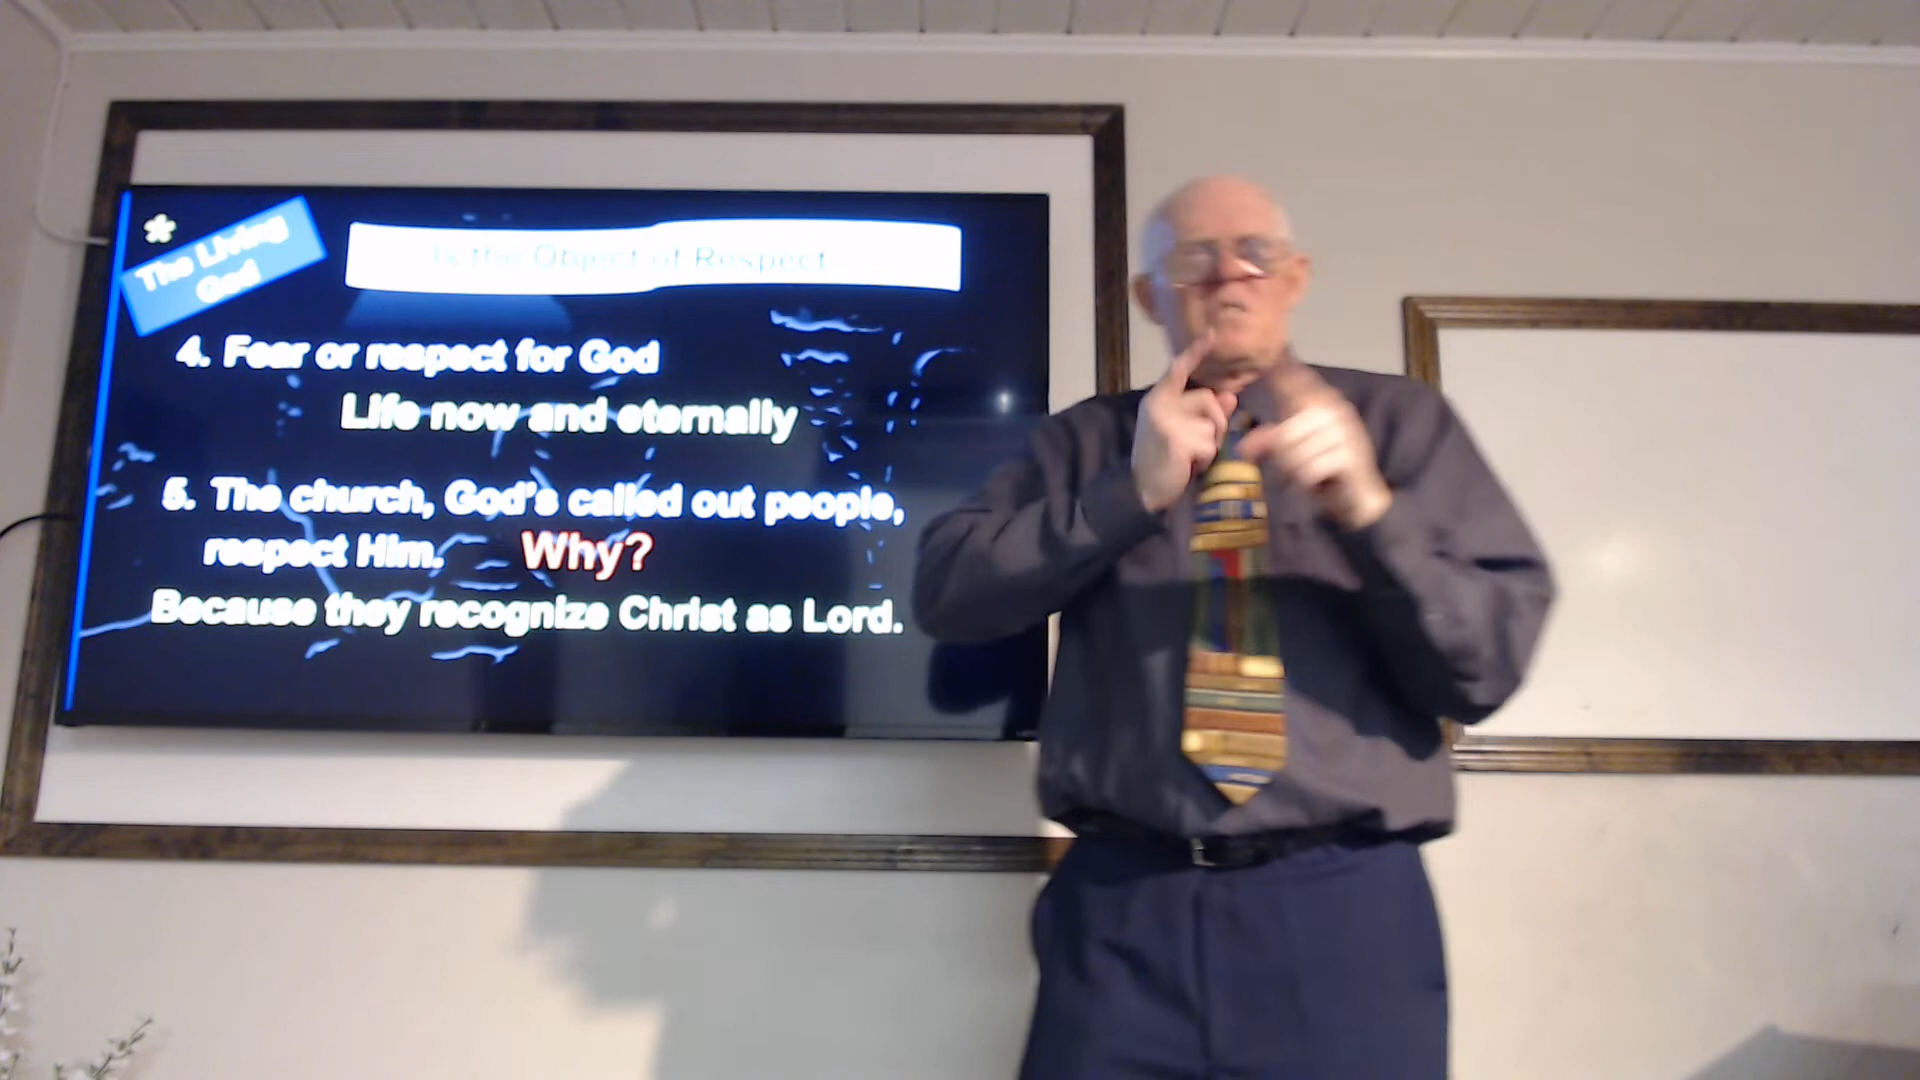 *
The Living
God
Is the Object of Respect
4. Fear or respect for God
Life now and eternally
5. The church, God's called out people,
respect Him. Why?
Because they recognize Christ as Lord.